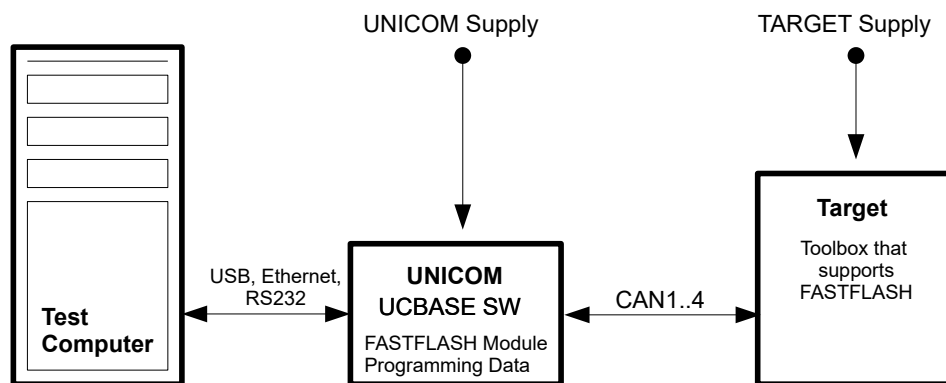 UNICOM Supply
TARGET Supply
Test
Computer
USB, Ethernet,
RS232
UNICOM
UCBASE SW
FASTFLASH Module
Programming Data
CAN1..4
Target
Toolbox that
supports
FASTFLASH